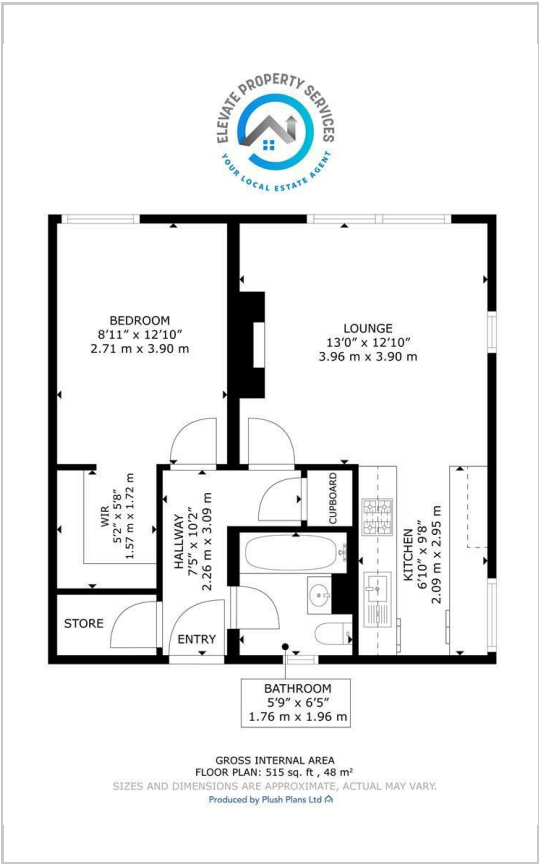 ELEVATE PROPERTY SERVICES
YOUR LOCAL ESTATE AGENT
BEDROOM
8'11" x 12'10"
2.71 m x 3.90 m
LOUNGE
13'0" x 12'10"
3.96 m x 3.90 m
WIR
5'2" x 5'8"
1.57 m x 1.72 m
HALLWAY
7'5" x 10'2"
2.26 m x 3.09 m
CUPBOARD
KITCHEN
6'10" x 9'8"
2.09 m x 2.95 m
STORE
ENTRY
BATHROOM
5'9" x 6'5"
1.76 m x 1.96 m
GROSS INTERNAL AREA
FLOOR PLAN: 515 sq. ft , 48 m²
SIZES AND DIMENSIONS ARE APPROXIMATE, ACTUAL MAY VARY.
Produced by Plush Plans Ltd